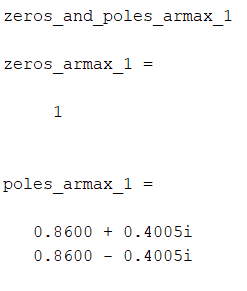 zeros_and_poles_armax_1
zeros_armax_1 =
1
poles_armax_1 =
0.8600 + 0.4005i
0.8600 - 0.4005i